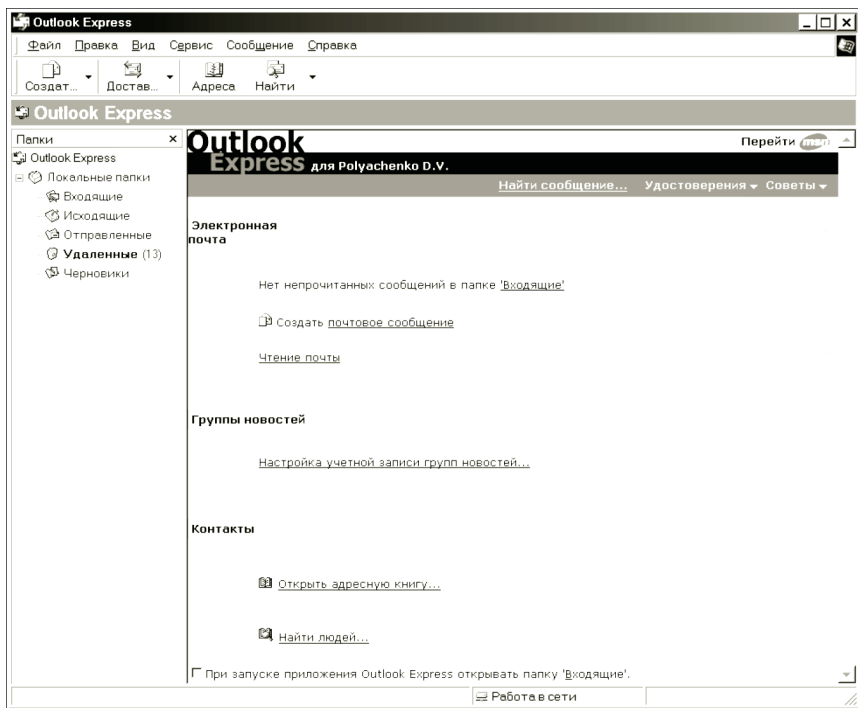 Outlook Express
Файл Правка Вид Сервис Сообщение Справка
Создат... Достав... Адреса Найти
Outlook Express
Папки
Outlook Express
Локальные папки
Входящие
Исходящие
Отправленные
Удаленные (13)
Черновики
Outlook Express для Polyachenko D.V.
Перейти msn
Найти сообщение... Удостоверения Советы
Электронная
почта
Нет непрочитанных сообщений в папке 'Входящие'
Создать почтовое сообщение
Чтение почты
Группы новостей
Настройка учетной записи групп новостей...
Контакты
Открыть адресную книгу...
Найти людей...
При запуске приложения Outlook Express открывать папку 'Входящие'.
Работа в сети